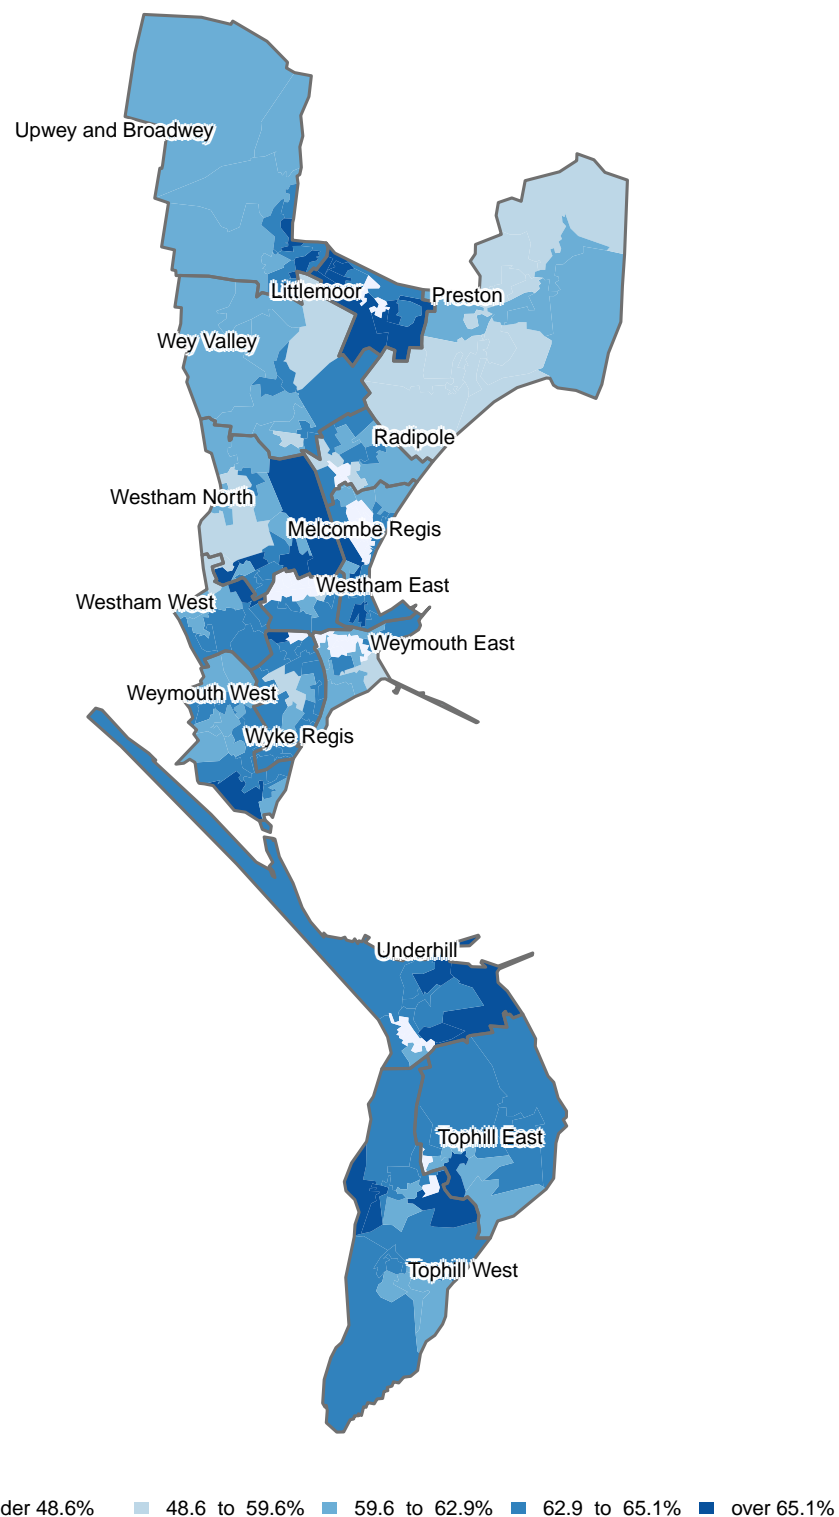 Upwey and Broadwey
Littlemoor
Preston
Wey Valley
Radipole
Westham North
Melcombe Regis
Westham East
Westham West
Weymouth East
Weymouth West
Wyke Regis
Underhill
Tophill East
Tophill West
der 48.6% 48.6 to 59.6% 59.6 to 62.9% 62.9 to 65.1% over 65.1%